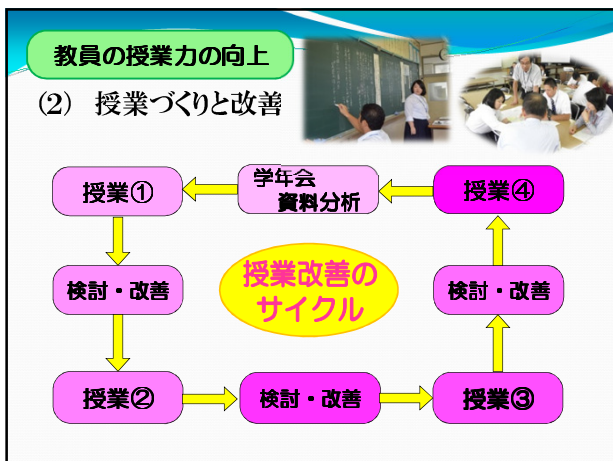 教員の授業力の向上
(2) 授業づくりと改善
授業①
学年会
資料分析
授業④
検討・改善
授業改善の
サイクル
検討・改善
授業②
検討・改善
授業③